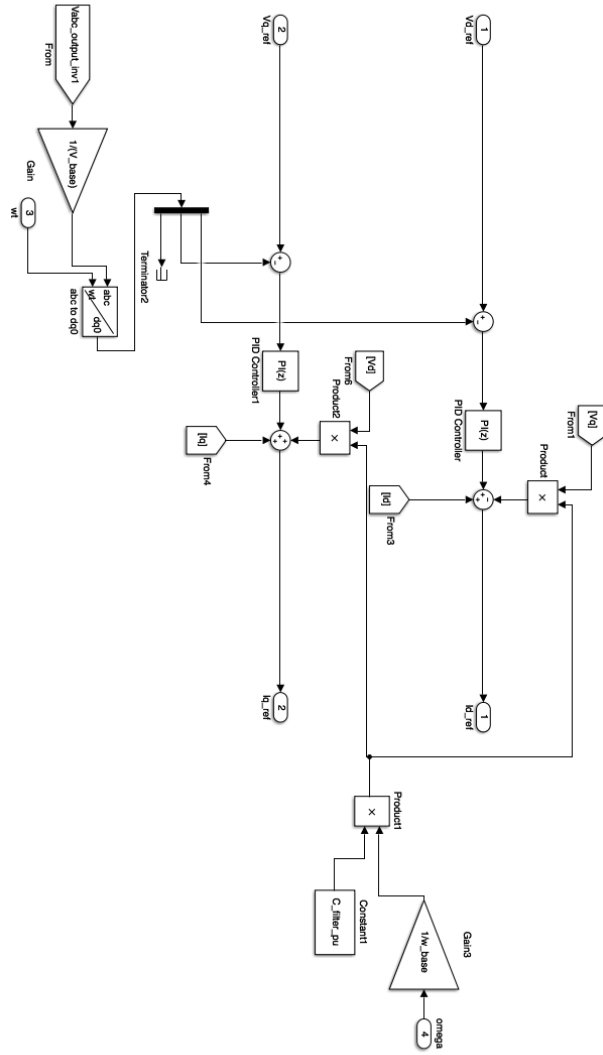 [Vq]
From1
Product
×
1
Vd_ref
+
−
PI(z)
PID Controller
−
+
+
1
Id_ref
[Id]
From3
[Vd]
From6
Product2
×
2
Vq_ref
+
−
PI(z)
PID Controller1
+
+
+
2
Iq_ref
[Iq]
From4
Terminator2
Vabc_output_inv1
From
1/(V_base)
Gain
3
wt
abc
wt
dq0
abc to dq0
Product1
×
C_filter_pu
Constant1
1/w_base
Gain3
4
omega